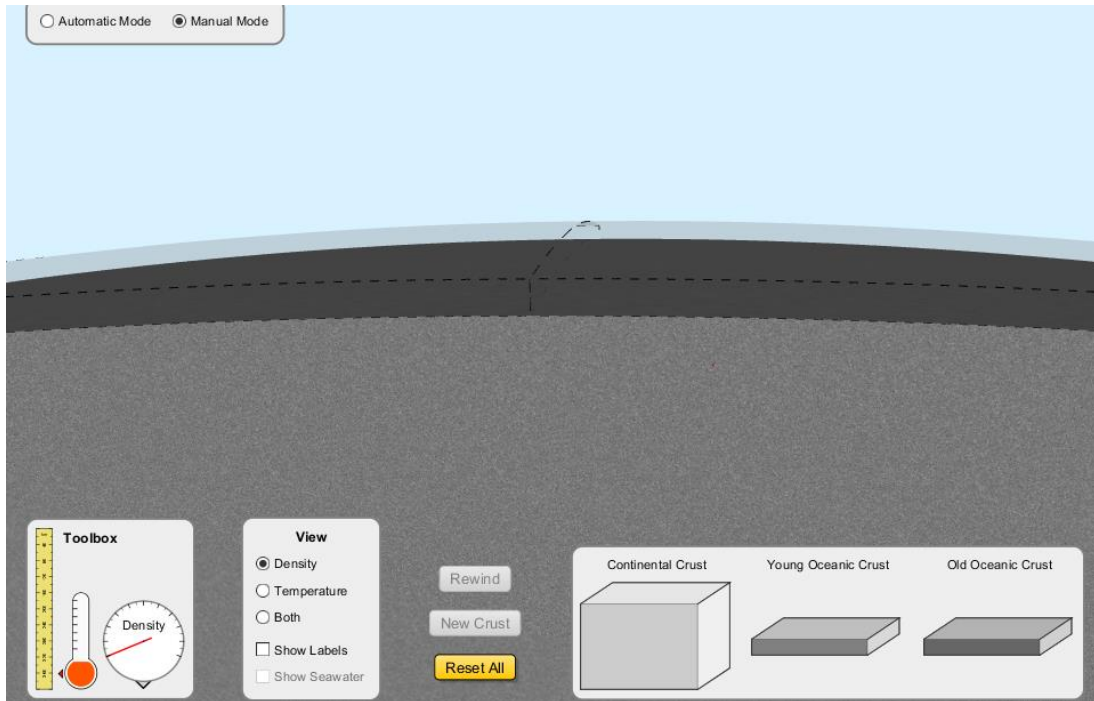 Automatic Mode Manual Mode
Toolbox
Density
View
Density
Temperature
Both
Show Labels
Show Seawater
Rewind
New Crust
Reset All
Continental Crust Young Oceanic Crust Old Oceanic Crust